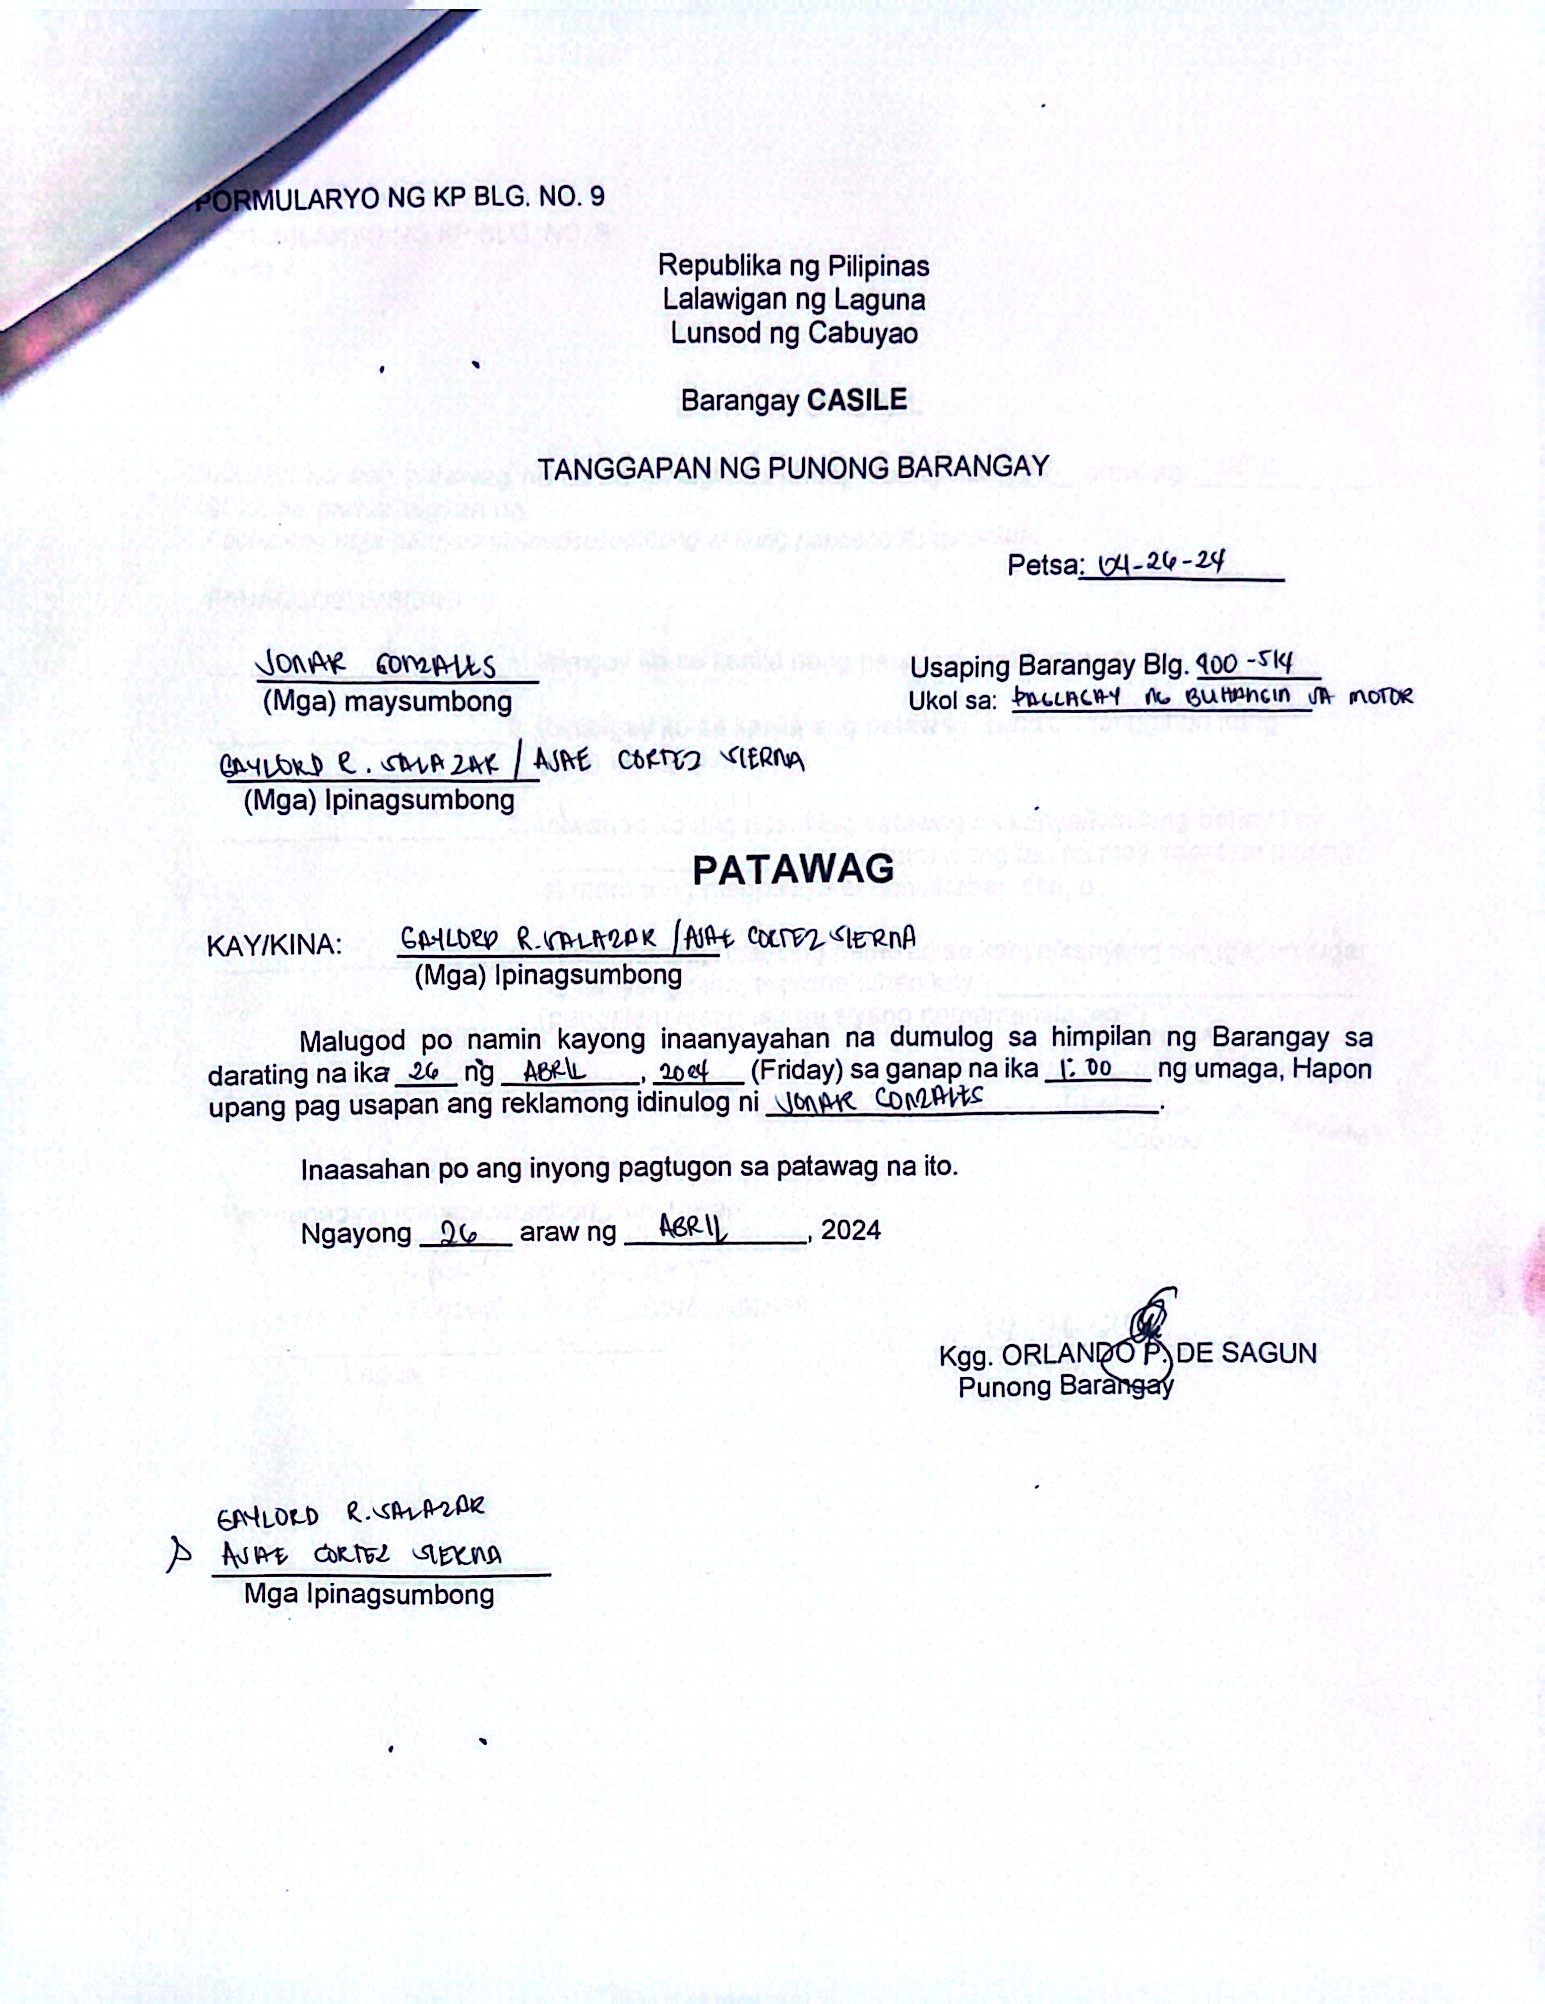 PORMULARYO NG KP BLG. NO. 9
Republika ng Pilipinas
Lalawigan ng Laguna
Lunsod ng Cabuyao
Barangay CASILE
TANGGAPAN NG PUNONG BARANGAY
Petsa: 04-26-24
JONAR GONZALES
(Mga) maysumbong
Usaping Barangay Blg. 900-514
Ukol sa: PAGLAGAY NG BUHANGIN SA MOTOR
GAYLORD R. SALAZAR / AJAE CORTEZ SIERNA
(Mga) Ipinagsumbong
PATAWAG
KAY/KINA: GAYLORD R. SALAZAR / AJAE CORTEZ SIERNA
(Mga) Ipinagsumbong
Malugod po namin kayong inaanyayahan na dumulog sa himpilan ng Barangay sa
darating na ika 26 ng ABRIL, 2024 (Friday) sa ganap na ika 1:00 ng umaga, Hapon
upang pag usapan ang reklamong idinulog ni JONAR GONZALES.
Inaasahan po ang inyong pagtugon sa patawag na ito.
Ngayong 26 araw ng ABRIL, 2024
Kgg. ORLANDO P. DE SAGUN
Punong Barangay
GAYLORD R. SALAZAR
AJAE CORTEZ SIERNA
Mga Ipinagsumbong